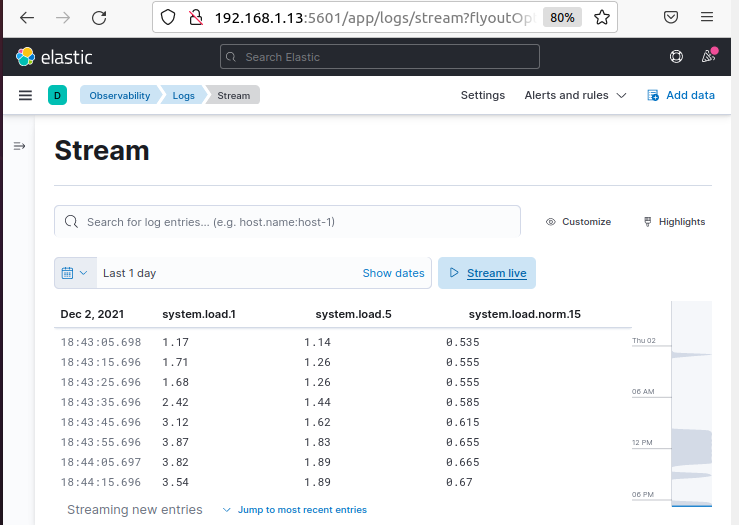 192.168.1.13:5601/app/logs/stream?flyoutOpt 80%
elastic Search Elastic
D Observability Logs Stream Settings Alerts and rules Add data
Stream
Search for log entries... (e.g. host.name:host-1) Customize Highlights
Last 1 day Show dates Stream live
Dec 2, 2021 system.load.1 system.load.5 system.load.norm.15
18:43:05.698 1.17 1.14 0.535
Thu 02
18:43:15.696 1.71 1.26 0.555
18:43:25.696 1.68 1.26 0.555
06 AM
18:43:35.696 2.42 1.44 0.585
18:43:45.696 3.12 1.62 0.615
18:43:55.696 3.87 1.83 0.655
12 PM
18:44:05.697 3.82 1.89 0.665
18:44:15.696 3.54 1.89 0.67
06 PM
Streaming new entries Jump to most recent entries